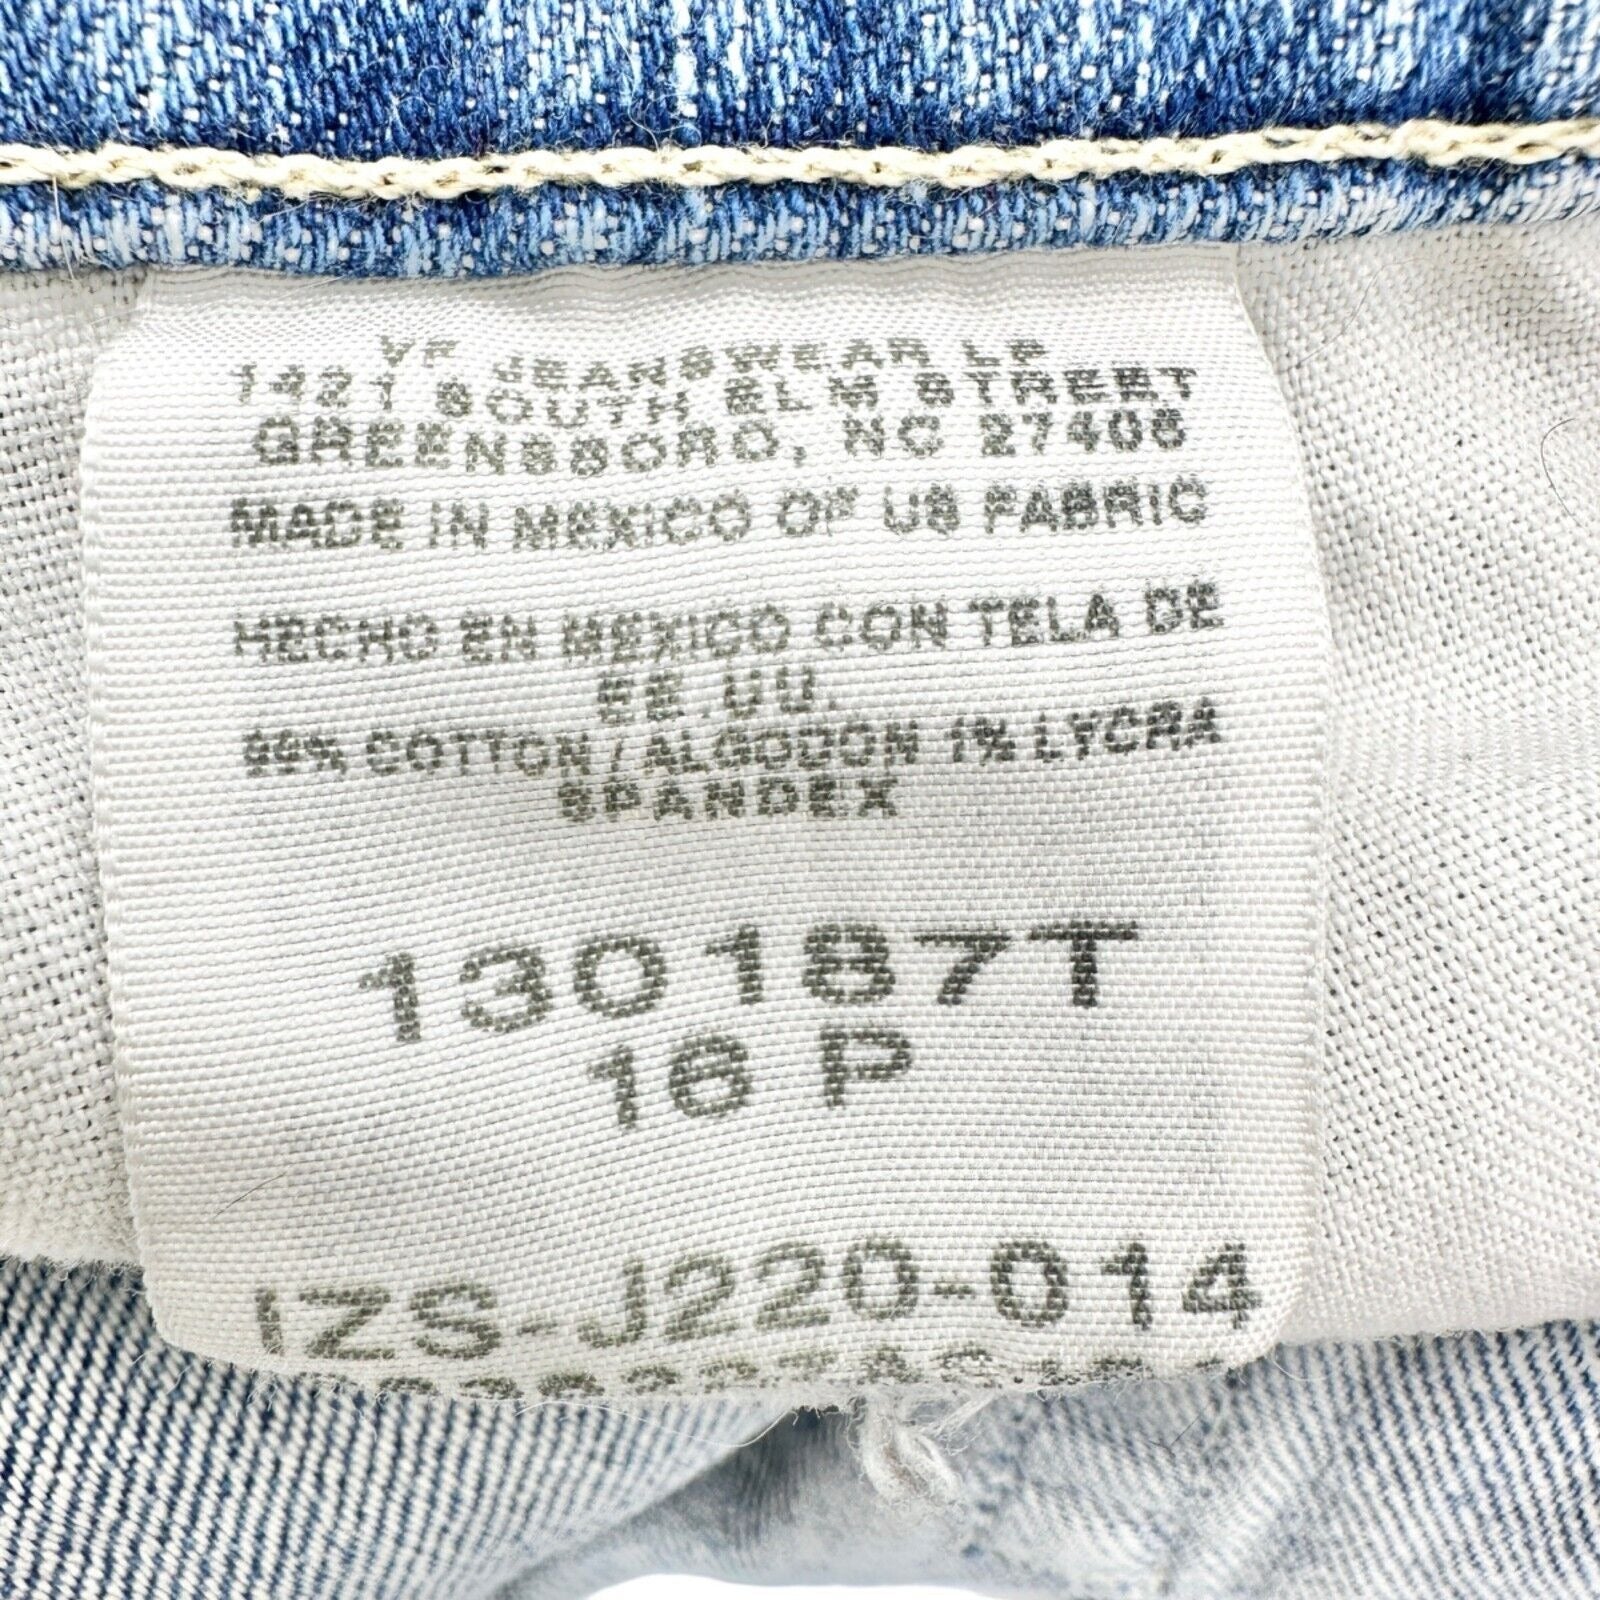 VF JEANSWEAR LP
1421 SOUTH ELM STREET
GREENSBORO, NC 27406
MADE IN MEXICO OF US FABRIC
HECHO EN MEXICO CON TELA DE
EE.UU.
99% COTTON/ALGODON 1% LYCRA
SPANDEX
130187T
16 P
IZS-J220-014